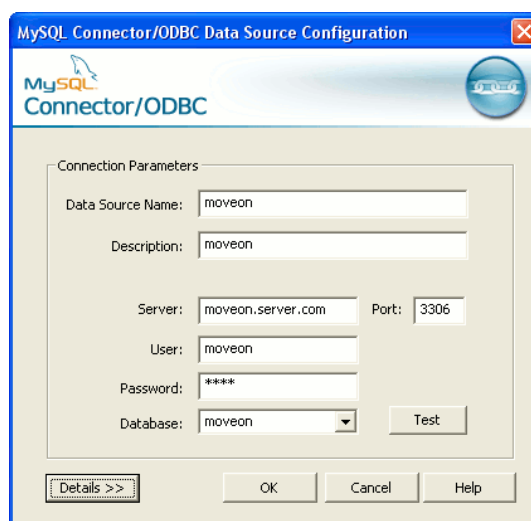 MySQL Connector/ODBC Data Source Configuration
MySQL
Connector/ODBC
Connection Parameters
Data Source Name: moveon
Description: moveon
Server: moveon.server.com Port: 3306
User: moveon
Password: ****
Database: moveon Test
Details >> OK Cancel Help